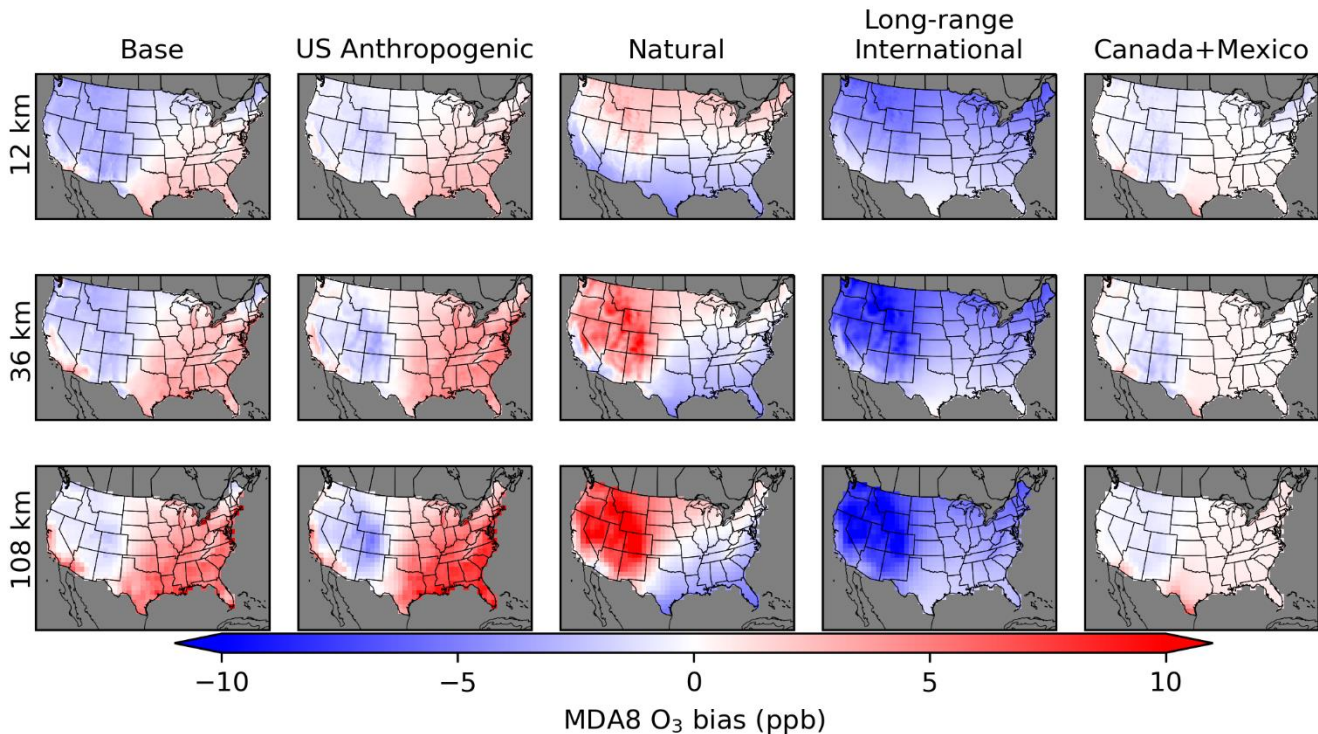 Base
US Anthropogenic
Natural
Long-range
International
Canada+Mexico
12 km
36 km
108 km
−10
−5
0
5
10
MDA8 O₃ bias (ppb)